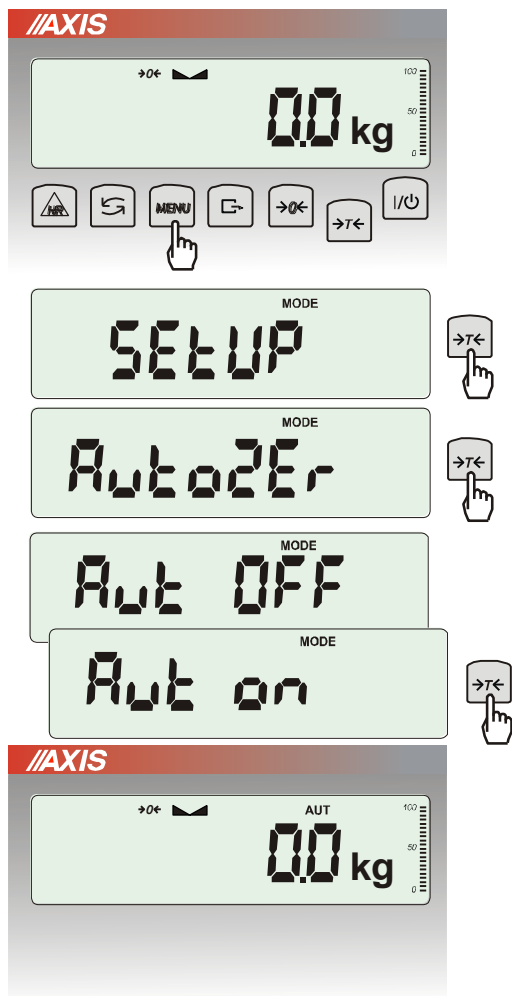 //AXIS
→0← 100
0.0 kg 50
0
HR MENU →0← →T← I/⏻
MODE
SEtUP →T←
MODE
AutoZEr →T←
MODE
Aut OFF
MODE
Aut on →T←
//AXIS
→0← AUT 100
0.0 kg 50
0